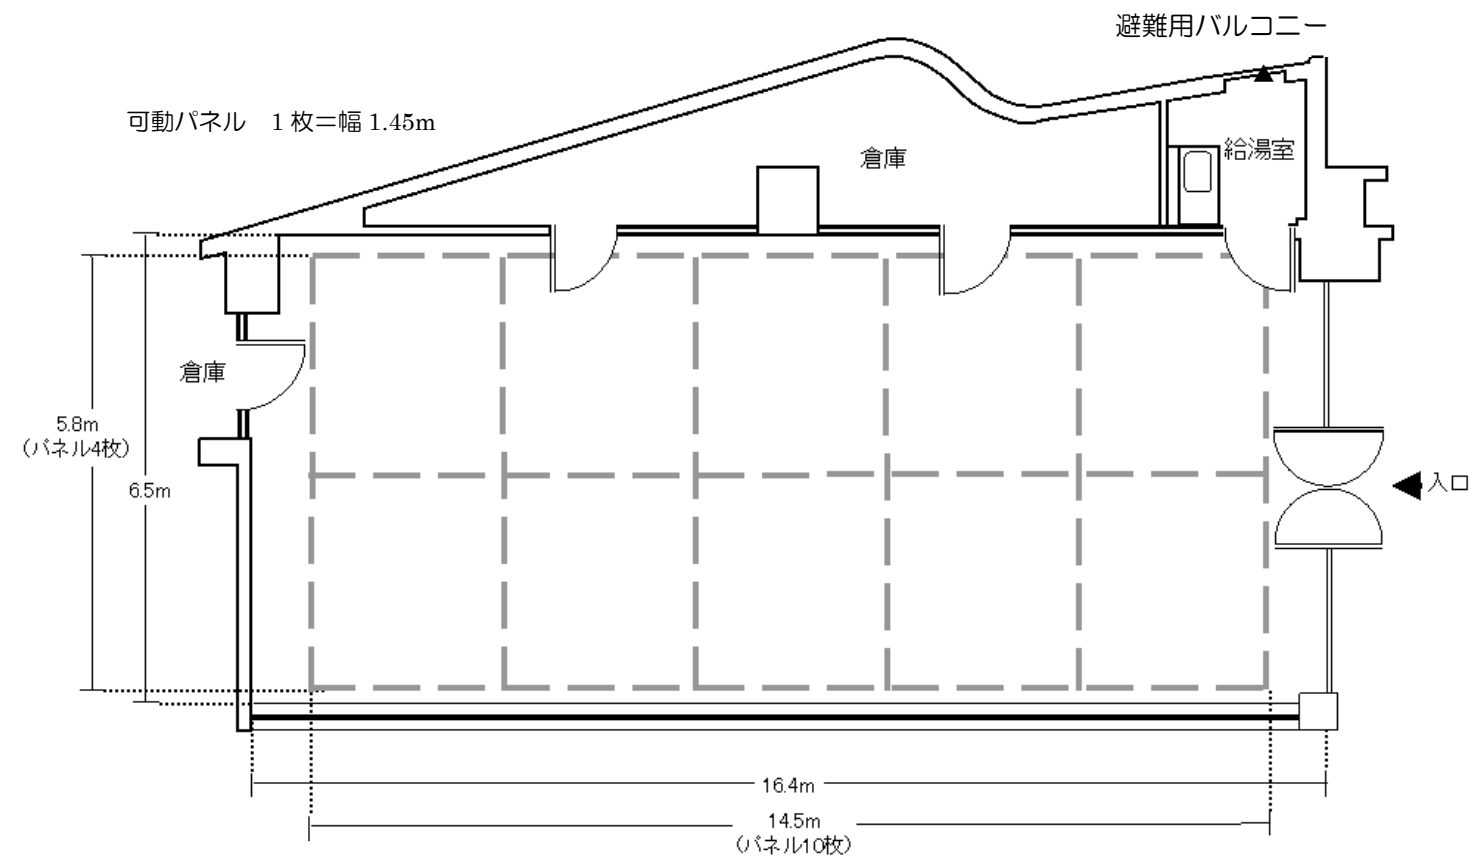 避難用バルコニー
可動パネル 1枚＝幅 1.45m
倉庫
給湯室
倉庫
5.8m
(パネル4枚)
6.5m
入口
16.4m
14.5m
(パネル10枚)